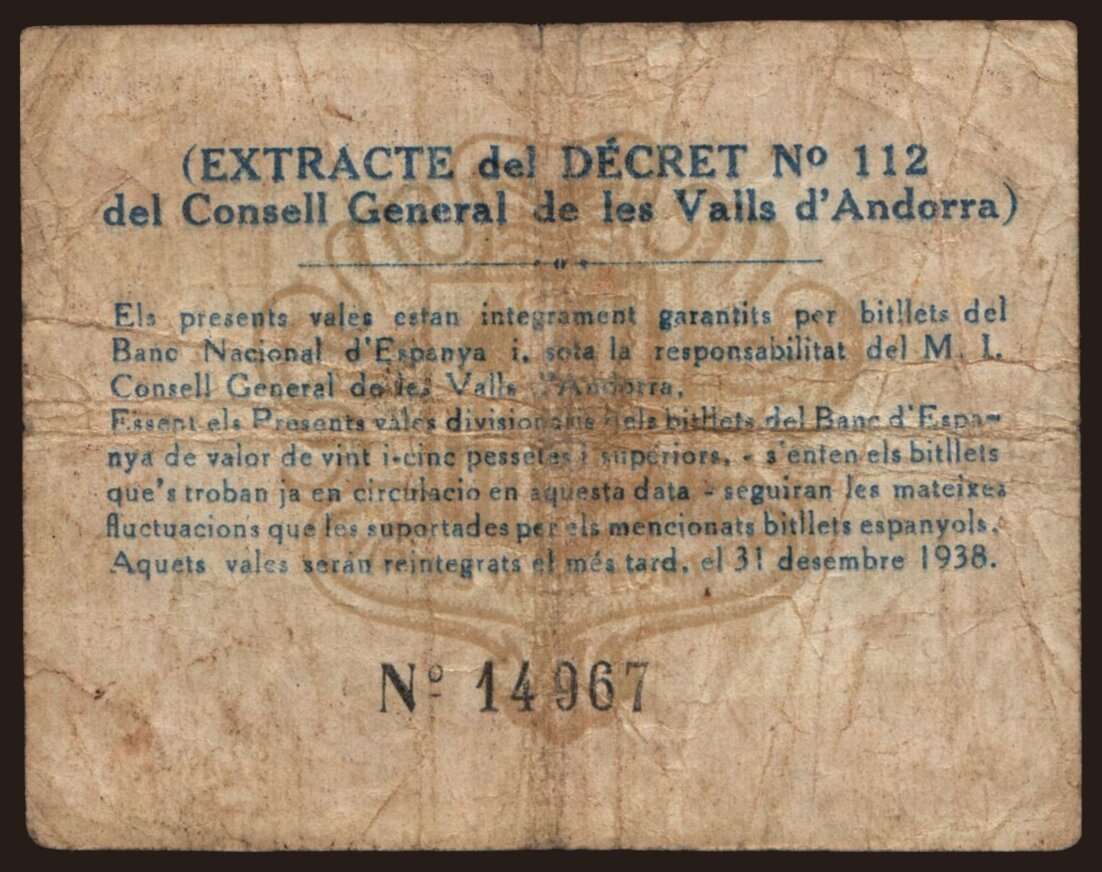 (EXTRACTE del DÉCRET Nº 112
del Consell General de les Valls d'Andorra)
Els presents vales estan integrament garantits per bitllets del
Banc Nacional d'Espanya i, sota la responsabilitat del M. I.
Consell General de les Valls d'Andorra.
Essent els Presents vales divisionaris dels bitllets del Banc d'Espa-
nya de valor de vint i-cinc pessetes i superiors, - s'enten els bitllets
que's troban ja en circulacio en aquesta data - seguiran les mateixes
fluctuacions que les suportades per els mencionats bitllets espanyols.
Aquets vales seran reintegrats el més tard, el 31 desembre 1938.
Nº 14967